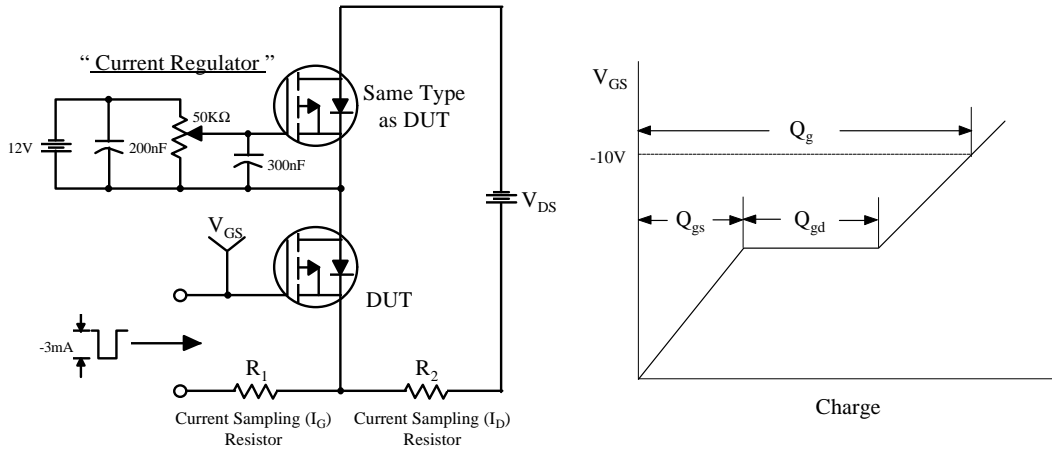 “ Current Regulator ”
Same Type
as DUT
50KΩ
12V
200nF
300nF
V_GS
V_DS
DUT
-3mA
R_1
R_2
Current Sampling (I_G)
Resistor
Current Sampling (I_D)
Resistor
V_GS
Q_g
-10V
Q_gs
Q_gd
Charge